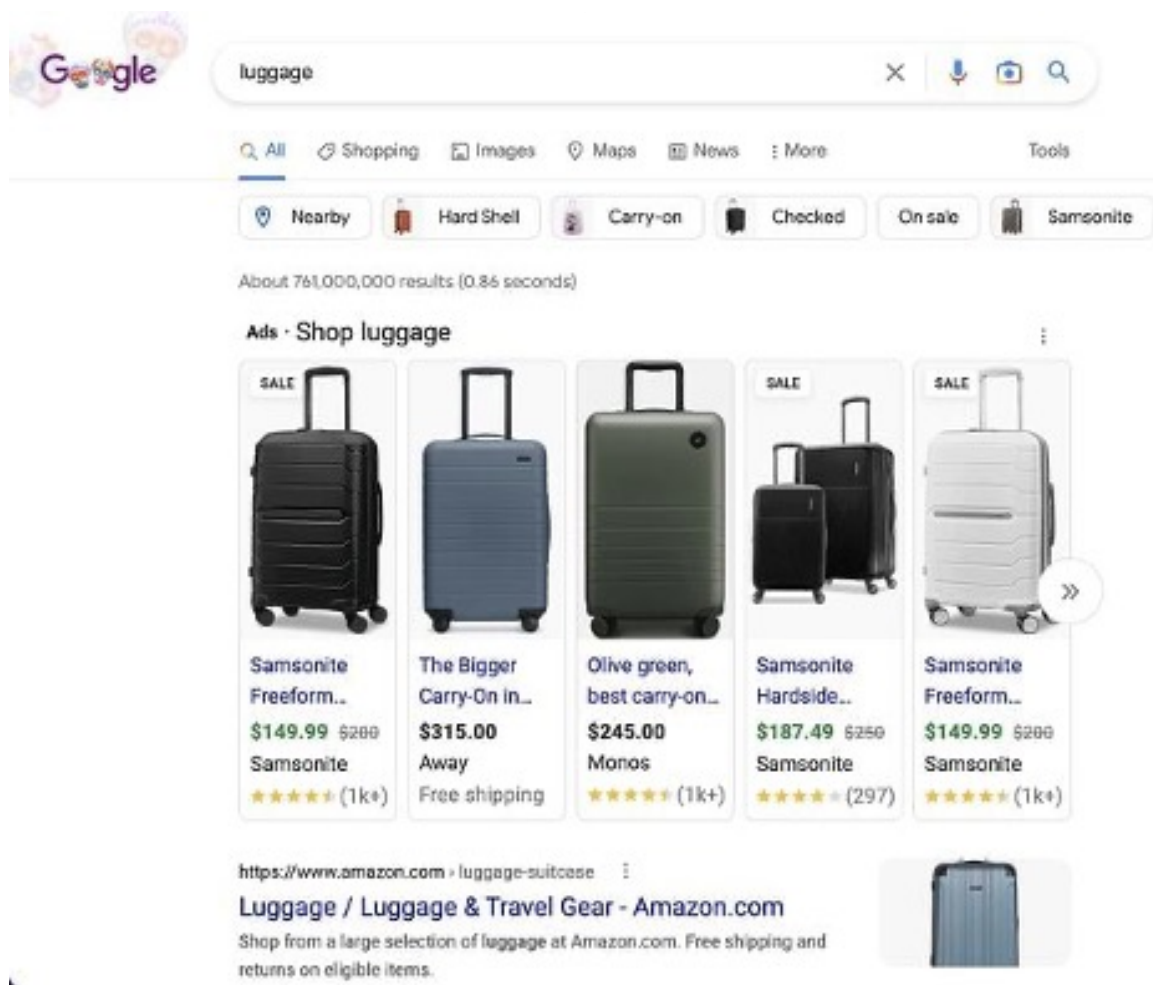 Google
luggage
All Shopping Images Maps News More Tools
Nearby Hard Shell Carry-on Checked On sale Samsonite
About 761,000,000 results (0.86 seconds)
Ads · Shop luggage
SALE SALE SALE
Samsonite Freeform...
$149.99 $200
Samsonite
(1k+)
The Bigger Carry-On in...
$315.00
Away
Free shipping
Olive green, best carry-on...
$245.00
Monos
(1k+)
Samsonite Hardside...
$187.49 $250
Samsonite
(297)
Samsonite Freeform...
$149.99 $200
Samsonite
(1k+)
https://www.amazon.com › luggage-suitcase
Luggage / Luggage & Travel Gear - Amazon.com
Shop from a large selection of luggage at Amazon.com. Free shipping and
returns on eligible items.